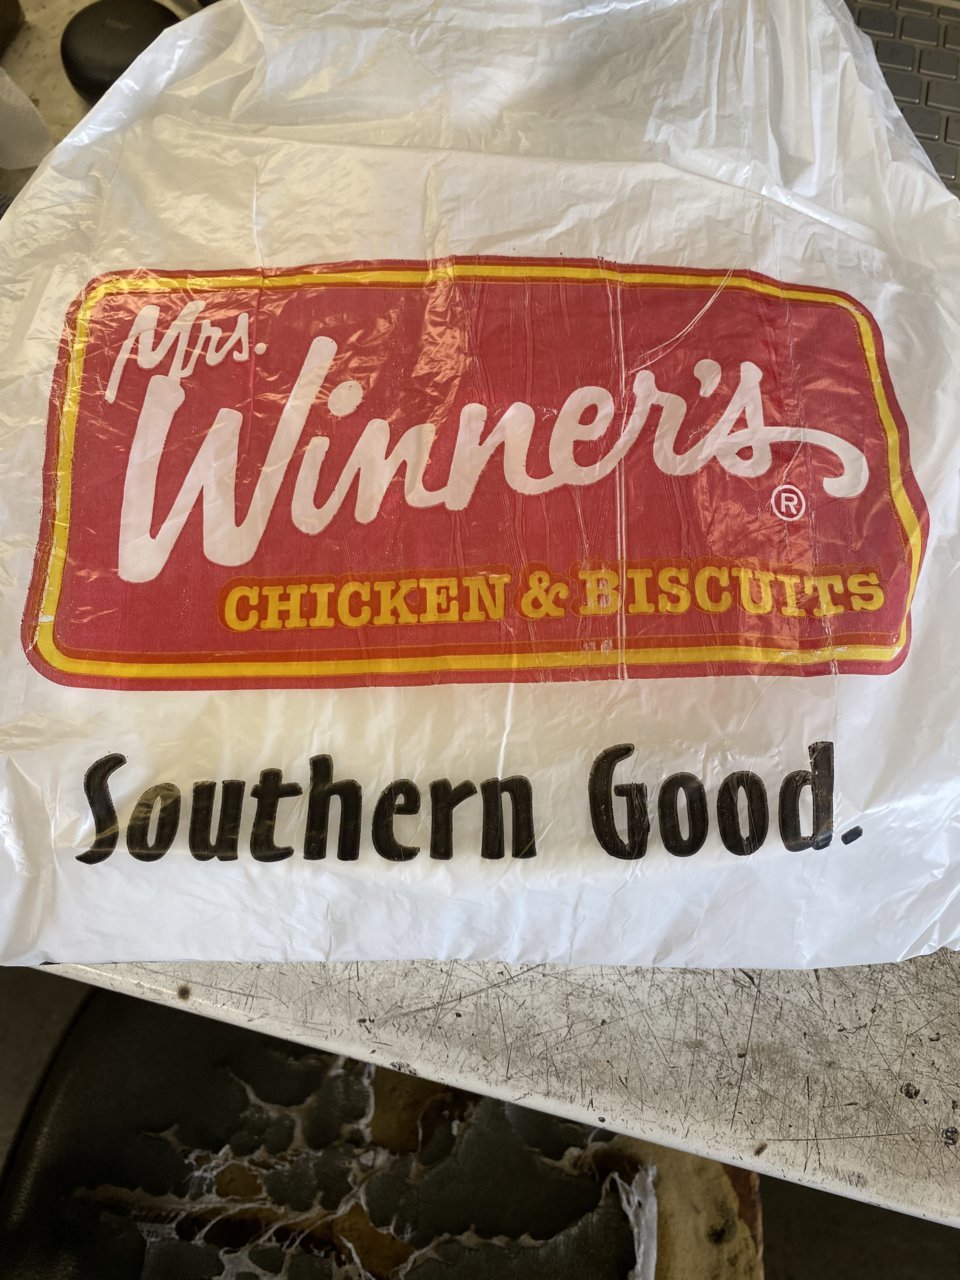 Mrs.
Winner's®
CHICKEN & BISCUITS
Southern Good.